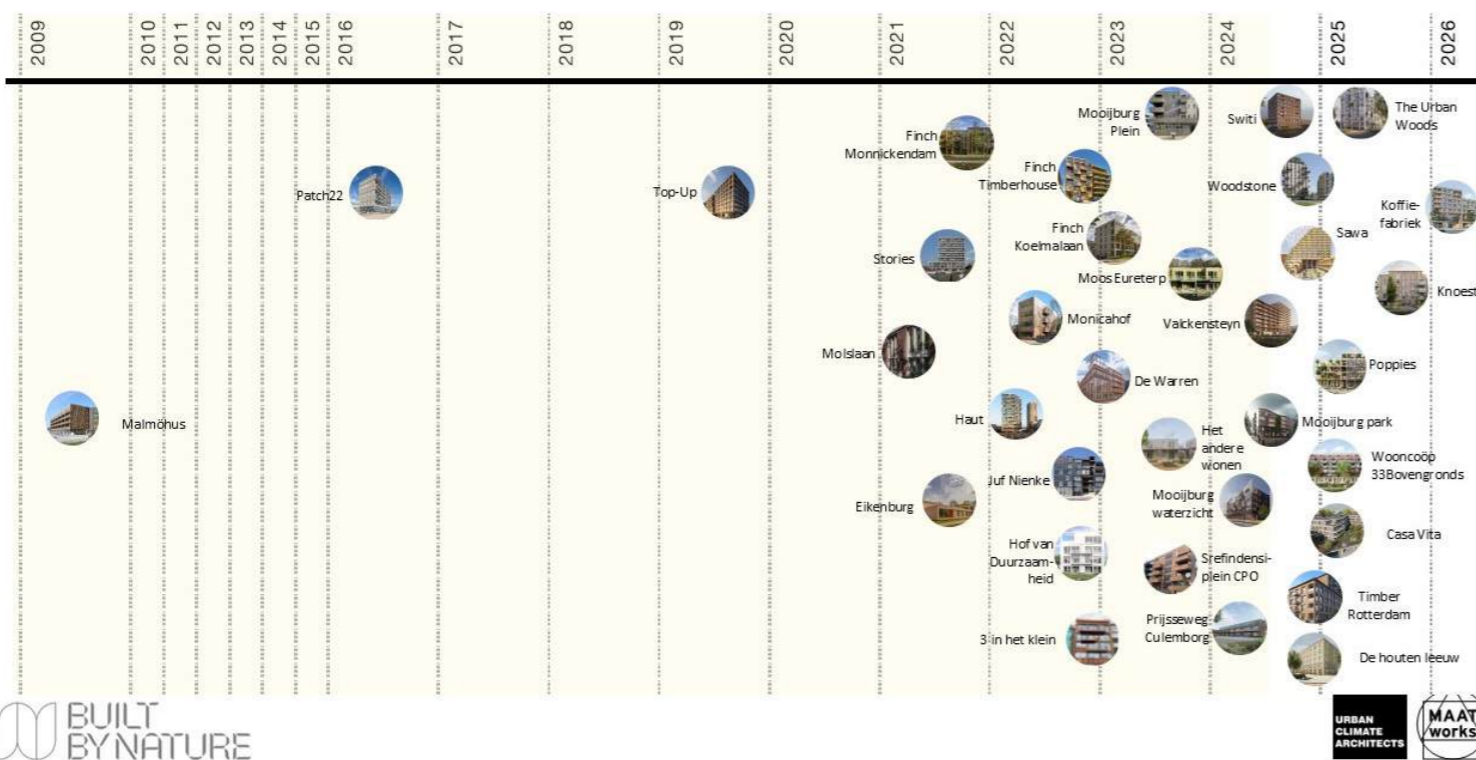 2009
2010
2011
2012
2013
2014
2015
2016
2017
2018
2019
2020
2021
2022
2023
2024
2025
2026
Mooijburg
Plein
Switi
The Urban
Woods
Finch
Monnickendam
Finch
Timberhouse
Woodstone
Patch22
Top-Up
Koffie-
fabriek
Finch
Koelmalaan
Sawa
Stories
Moos Eureterp
Knoest
Monicahof
Valckensteyn
Molslaan
Poppies
De Warren
Malmöhus
Haut
Mooijburg park
Het
andere
wonen
Wooncoöp
33Bovengronds
Juf Nienke
Mooijburg
waterzicht
Eikenburg
Casa Vita
Hof van
Duurzaam-
heid
Srefindensi-
plein CPO
Timber
Rotterdam
Prijsseweg
Culemborg
3 in het klein
De houten leeuw
BUILT
BY NATURE
URBAN
CLIMATE
ARCHITECTS
MAAT
works